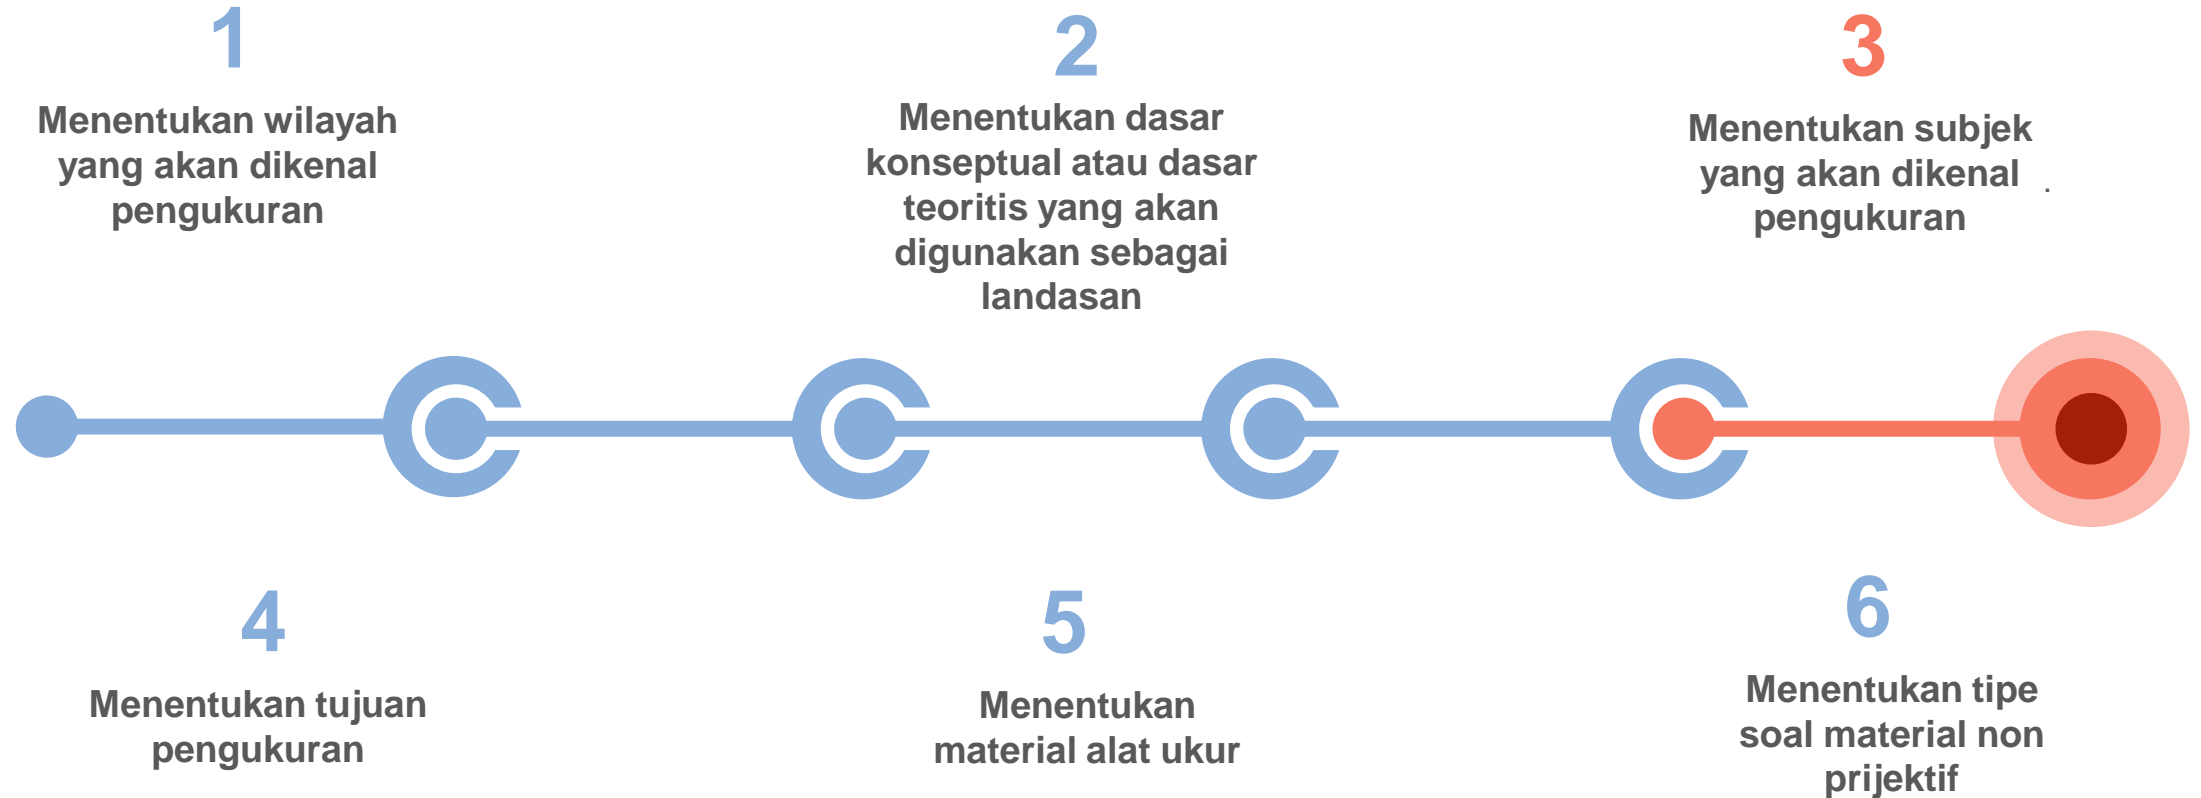 1
Menentukan wilayah
yang akan dikenal
pengukuran
2
Menentukan dasar
konseptual atau dasar
teoritis yang akan
digunakan sebagai
landasan
3
Menentukan subjek
yang akan dikenal .
pengukuran
4
Menentukan tujuan
pengukuran
5
Menentukan
material alat ukur
6
Menentukan tipe
soal material non
prijektif